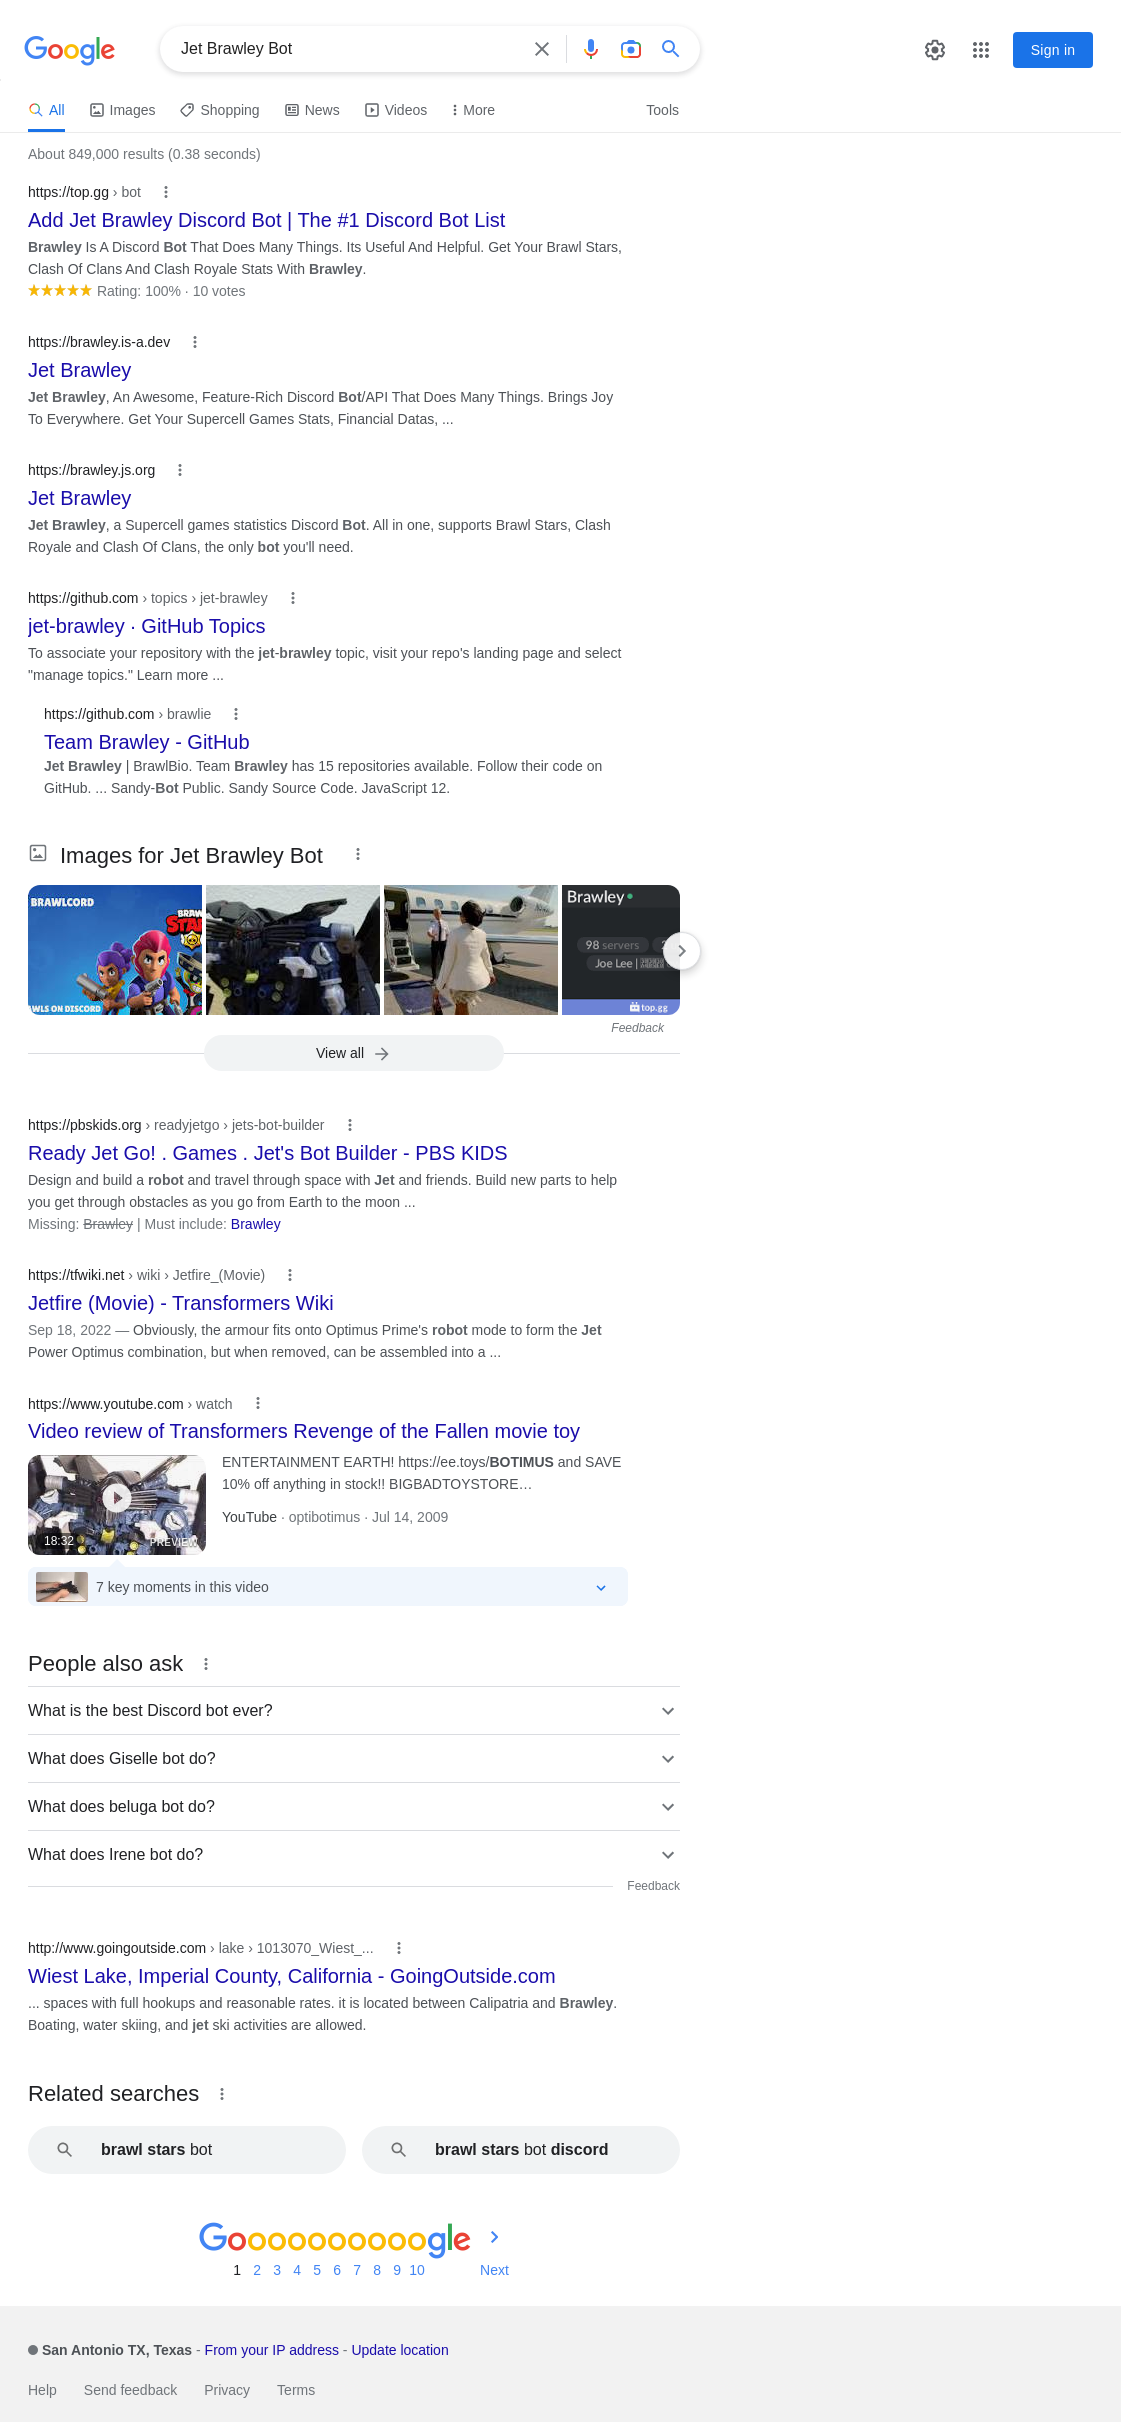 Google
Jet Brawley Bot
Sign in
All
Images
Shopping
News
Videos
More
Tools
About 849,000 results (0.38 seconds)
https://top.gg › bot
Add Jet Brawley Discord Bot | The #1 Discord Bot List
Brawley Is A Discord Bot That Does Many Things. Its Useful And Helpful. Get Your Brawl Stars,
Clash Of Clans And Clash Royale Stats With Brawley.
Rating: 100% · 10 votes
https://brawley.is-a.dev
Jet Brawley
Jet Brawley, An Awesome, Feature-Rich Discord Bot/API That Does Many Things. Brings Joy
To Everywhere. Get Your Supercell Games Stats, Financial Datas, ...
https://brawley.js.org
Jet Brawley
Jet Brawley, a Supercell games statistics Discord Bot. All in one, supports Brawl Stars, Clash
Royale and Clash Of Clans, the only bot you'll need.
https://github.com › topics › jet-brawley
jet-brawley · GitHub Topics
To associate your repository with the jet-brawley topic, visit your repo's landing page and select
"manage topics." Learn more ...
https://github.com › brawlie
Team Brawley - GitHub
Jet Brawley | BrawlBio. Team Brawley has 15 repositories available. Follow their code on
GitHub. ... Sandy-Bot Public. Sandy Source Code. JavaScript 12.
Images for Jet Brawley Bot
BRAWLCORD
AWLS ON DISCORD
Brawley
98 servers
Joe Lee |
top.gg
Feedback
View all
https://pbskids.org › readyjetgo › jets-bot-builder
Ready Jet Go! . Games . Jet's Bot Builder - PBS KIDS
Design and build a robot and travel through space with Jet and friends. Build new parts to help
you get through obstacles as you go from Earth to the moon ...
Missing: Brawley | Must include: Brawley
https://tfwiki.net › wiki › Jetfire_(Movie)
Jetfire (Movie) - Transformers Wiki
Sep 18, 2022 — Obviously, the armour fits onto Optimus Prime's robot mode to form the Jet
Power Optimus combination, but when removed, can be assembled into a ...
https://www.youtube.com › watch
Video review of Transformers Revenge of the Fallen movie toy
ENTERTAINMENT EARTH! https://ee.toys/BOTIMUS and SAVE
10% off anything in stock!! BIGBADTOYSTORE…
YouTube · optibotimus · Jul 14, 2009
18:32
PREVIEW
7 key moments in this video
People also ask
What is the best Discord bot ever?
What does Giselle bot do?
What does beluga bot do?
What does Irene bot do?
Feedback
http://www.goingoutside.com › lake › 1013070_Wiest_...
Wiest Lake, Imperial County, California - GoingOutside.com
... spaces with full hookups and reasonable rates. it is located between Calipatria and Brawley.
Boating, water skiing, and jet ski activities are allowed.
Related searches
brawl stars bot
brawl stars bot discord
Goooooooooogle
1 2 3 4 5 6 7 8 9 10 Next
San Antonio TX, Texas - From your IP address - Update location
Help
Send feedback
Privacy
Terms